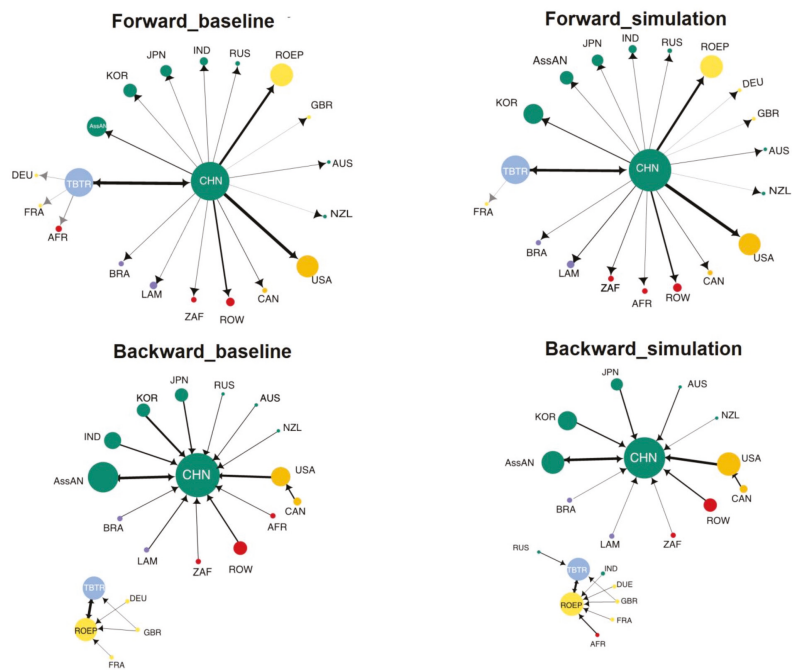 Forward_baseline
JPN
IND
RUS
ROEP
KOR
GBR
AssAN
AUS
DEU
TBTR
CHN
FRA
NZL
AFR
BRA
LAM
ZAF
ROW
CAN
USA
Forward_simulation
JPN
IND
RUS
ROEP
AssAN
DEU
KOR
GBR
AUS
TBTR
CHN
NZL
FRA
BRA
LAM
ZAF
AFR
ROW
CAN
USA
Backward_baseline
JPN
RUS
KOR
AUS
NZL
IND
AssAN
CHN
USA
CAN
BRA
AFR
LAM
ZAF
ROW
TBTR
DEU
ROEP
GBR
FRA
Backward_simulation
JPN
AUS
KOR
NZL
AssAN
CHN
USA
CAN
BRA
ROW
LAM
ZAF
RUS
TBTR
IND
DUE
ROEP
GBR
FRA
AFR